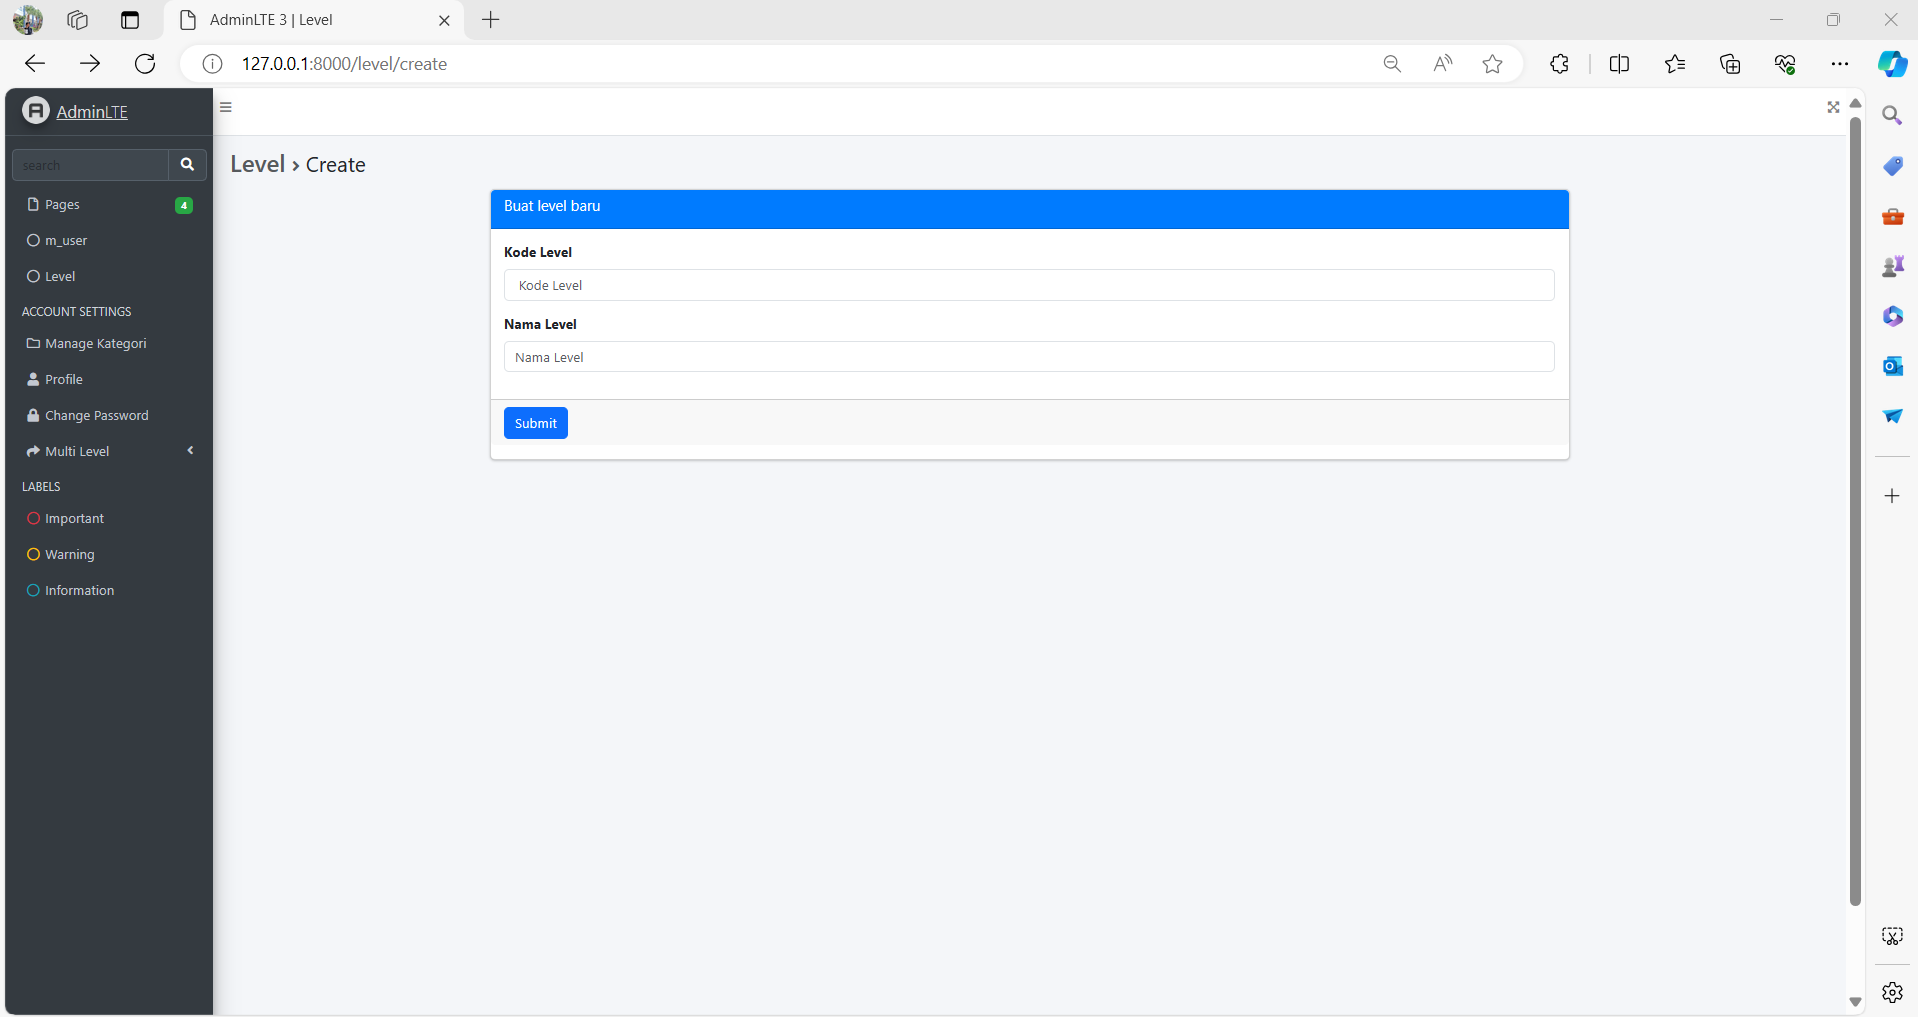 AdminLTE 3 | Level
127.0.0.1:8000/level/create
AdminLTE
search
Pages 4
m_user
Level
ACCOUNT SETTINGS
Manage Kategori
Profile
Change Password
Multi Level
LABELS
Important
Warning
Information
Level › Create
Buat level baru
Kode Level
Kode Level
Nama Level
Nama Level
Submit